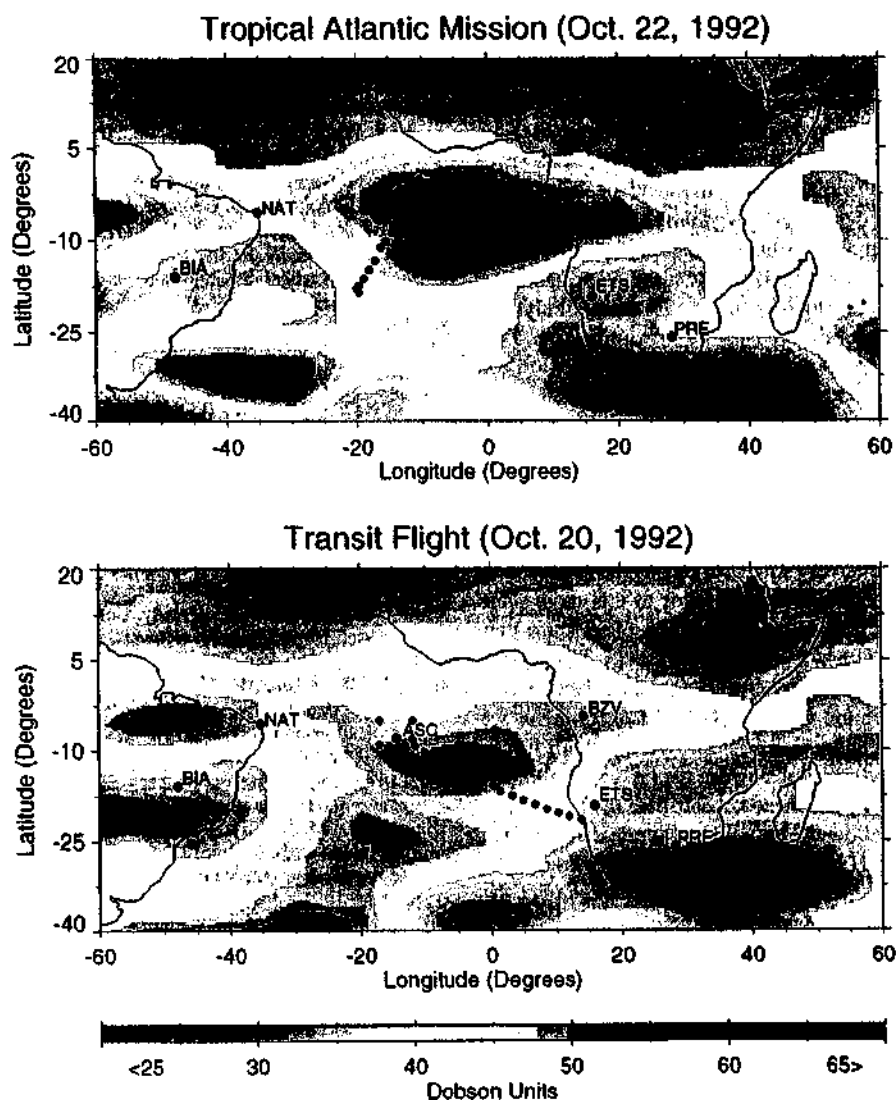 Tropical Atlantic Mission (Oct. 22, 1992)
20
5
-10
-25
-40
Latitude (Degrees)
NAT
BIA
ETS
PRE
-60 -40 -20 0 20 40 60
Longitude (Degrees)
Transit Flight (Oct. 20, 1992)
20
5
-10
-25
-40
Latitude (Degrees)
NAT
ASC
BZV
BIA
ETS
PRE
-60 -40 -20 0 20 40 60
Longitude (Degrees)
<25 30 40 50 60 65>
Dobson Units